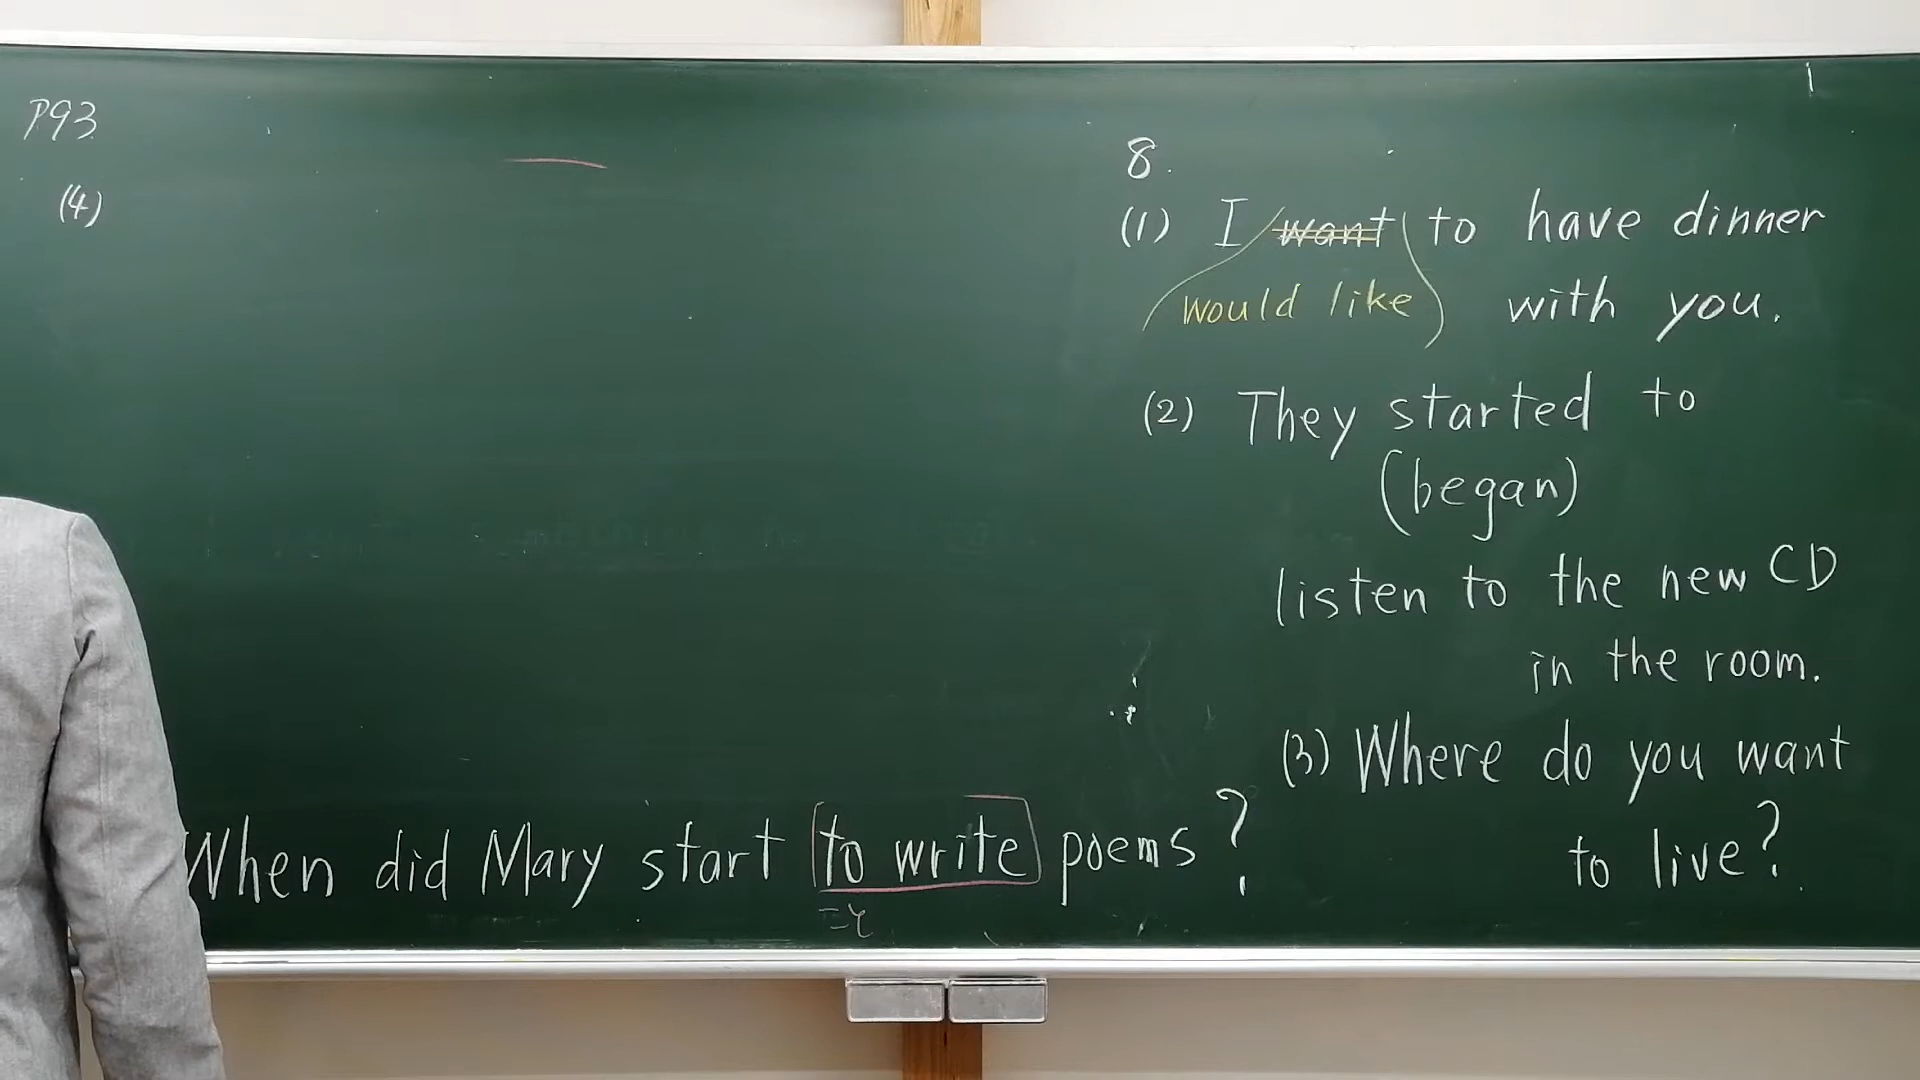 P93
(4)
8.
(1) I want to have dinner
would like with you.
(2) They started to
(began)
listen to the new CD
in the room.
(3) Where do you want
to live?
When did Mary start to write poems?
こと